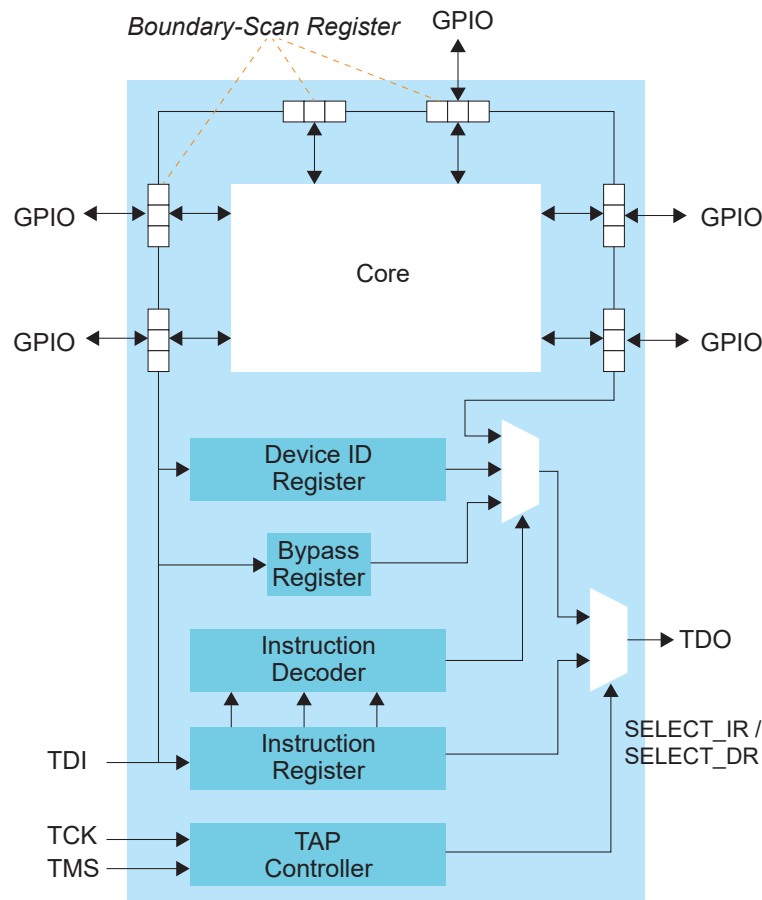 Boundary-Scan Register
GPIO
GPIO
GPIO
Core
GPIO
GPIO
Device ID
Register
Bypass
Register
Instruction
Decoder
TDO
SELECT_IR /
SELECT_DR
TDI
Instruction
Register
TCK
TMS
TAP
Controller